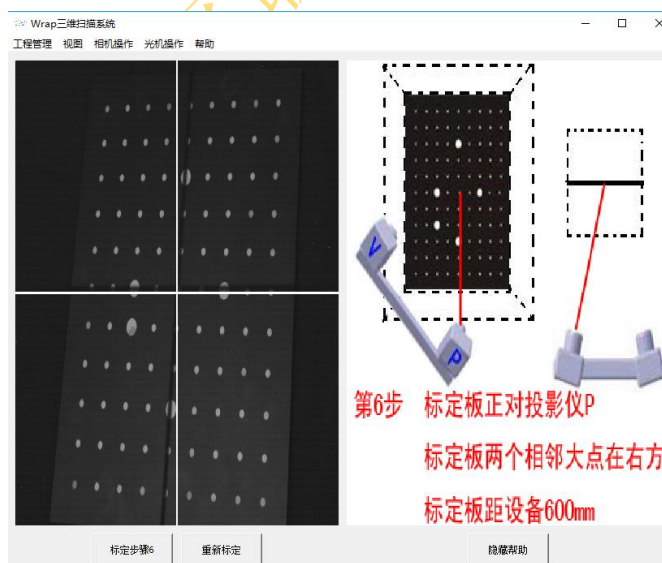 Wrap三维扫描系统
工程管理 视图 相机操作 光机操作 帮助
V
P
第6步 标定板正对投影仪P
标定板两个相邻大点在右方
标定板距设备600mm
标定步骤6 重新标定 隐藏帮助